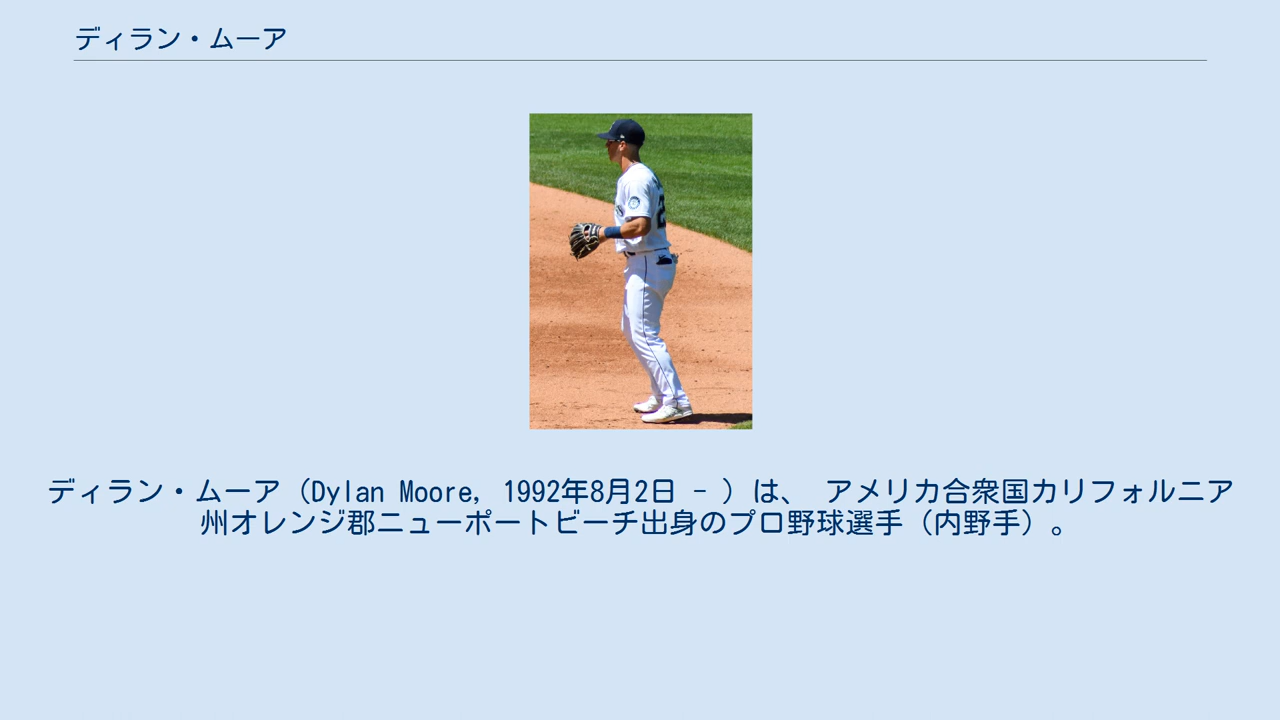 ディラン・ムーア
ディラン・ムーア（Dylan Moore, 1992年8月2日 - ）は、 アメリカ合衆国カリフォルニア
州オレンジ郡ニューポートビーチ出身のプロ野球選手（内野手）。